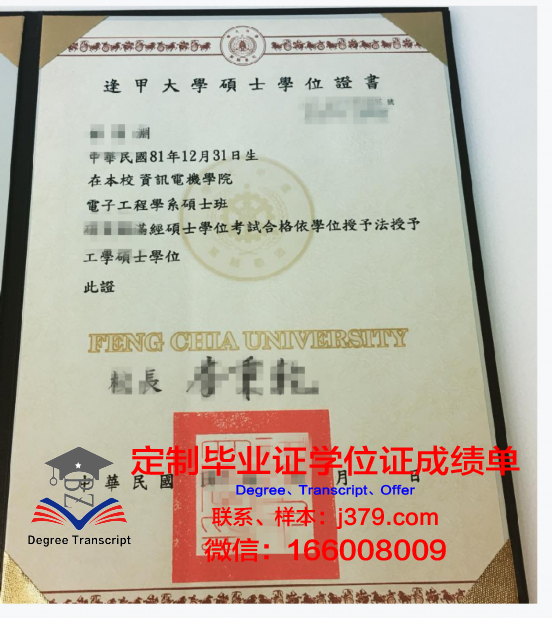 逢甲大學碩士學位證書
號
中華民國81年12月31日生
在本校資訊電機學院
電子工程學系碩士班
經碩士學位考試合格依學位授予法授予
工學碩士學位
此證
FENG CHIA UNIVERSITY
校長
定制毕业证学位证成绩单
中華民國 月 日
Degree、Transcript、Offer
联系、样本：j379.com
Degree Transcript
微信：166008009